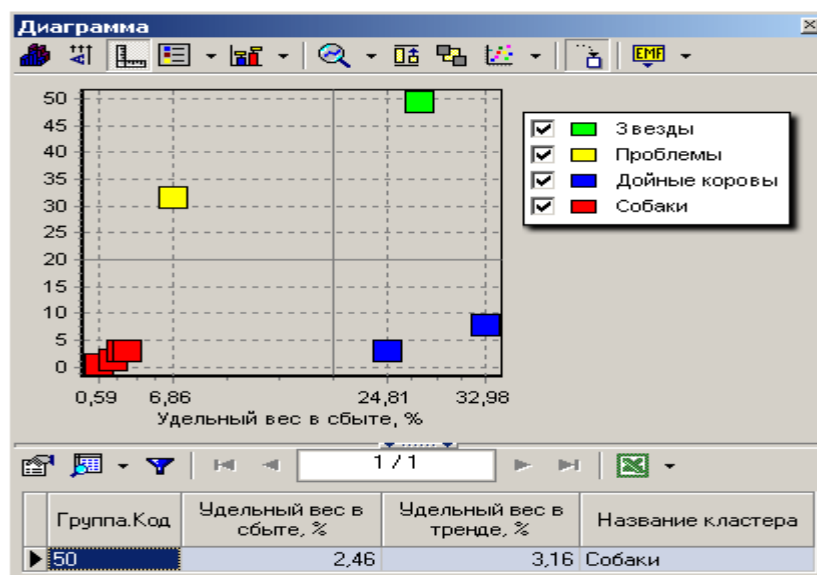 Диаграмма
EMF
50
45
40
35
30
25
20
15
10
5
0
0,59 6,86 24,81 32,98
Удельный вес в сбыте, %
Звезды
Проблемы
Дойные коровы
Собаки
1 / 1
Группа.Код Удельный вес в сбыте, % Удельный вес в тренде, % Название кластера
50 2,46 3,16 Собаки